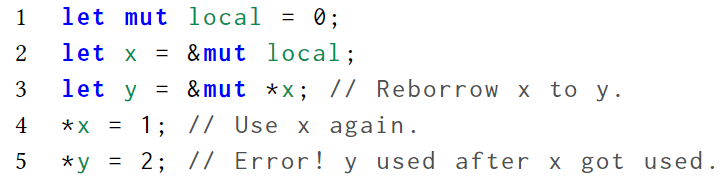 1 let mut local = 0;
2 let x = &mut local;
3 let y = &mut *x; // Reborrow x to y.
4 *x = 1; // Use x again.
5 *y = 2; // Error! y used after x got used.